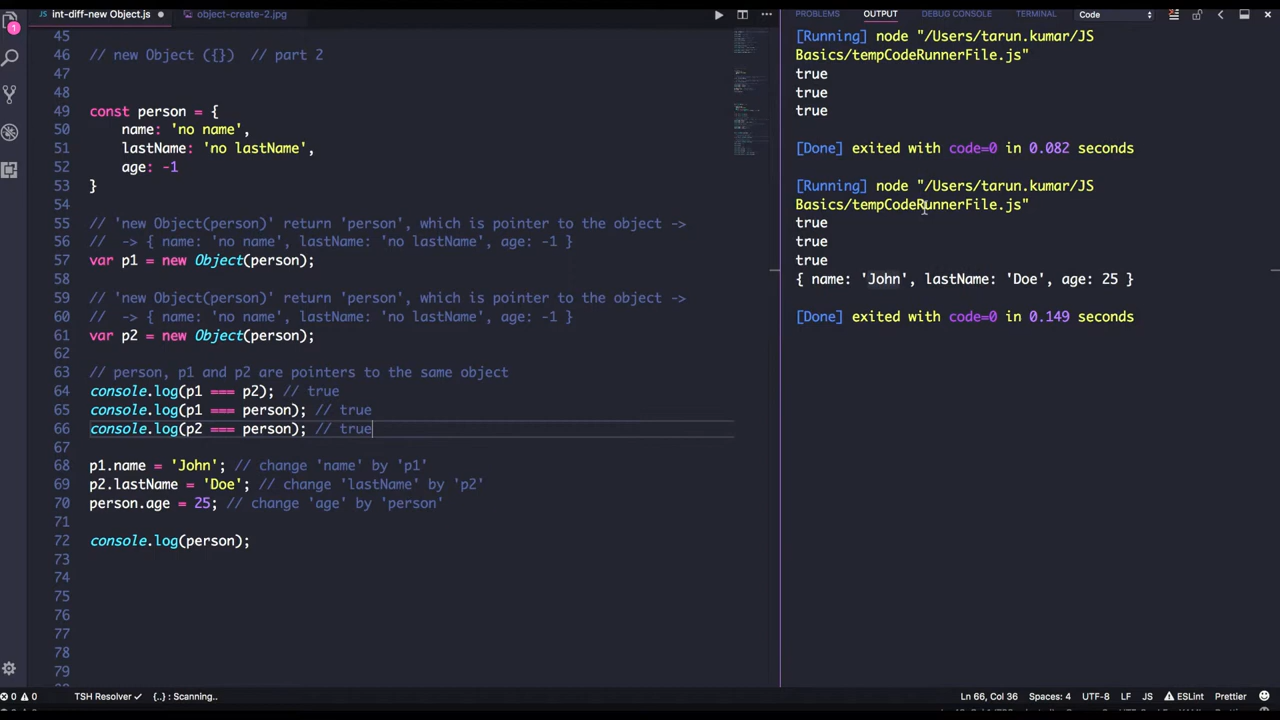 int-diff-new Object.js
object-create-2.jpg
45
46 // new Object ({}) // part 2
47
48
49 const person = {
50 name: 'no name',
51 lastName: 'no lastName',
52 age: -1
53 }
54
55 // 'new Object(person)' return 'person', which is pointer to the object ->
56 // -> { name: 'no name', lastName: 'no lastName', age: -1 }
57 var p1 = new Object(person);
58
59 // 'new Object(person)' return 'person', which is pointer to the object ->
60 // -> { name: 'no name', lastName: 'no lastName', age: -1 }
61 var p2 = new Object(person);
62
63 // person, p1 and p2 are pointers to the same object
64 console.log(p1 === p2); // true
65 console.log(p1 === person); // true
66 console.log(p2 === person); // true
67
68 p1.name = 'John'; // change 'name' by 'p1'
69 p2.lastName = 'Doe'; // change 'lastName' by 'p2'
70 person.age = 25; // change 'age' by 'person'
71
72 console.log(person);
73
74
75
76
77
78
79
PROBLEMS OUTPUT DEBUG CONSOLE TERMINAL Code
[Running] node "/Users/tarun.kumar/JS
Basics/tempCodeRunnerFile.js"
true
true
true
[Done] exited with code=0 in 0.082 seconds
[Running] node "/Users/tarun.kumar/JS
Basics/tempCodeRunnerFile.js"
true
true
true
{ name: 'John', lastName: 'Doe', age: 25 }
[Done] exited with code=0 in 0.149 seconds
0 0 TSH Resolver {..} : Scanning.. Ln 66, Col 36 Spaces: 4 UTF-8 LF JS ESLint Prettier